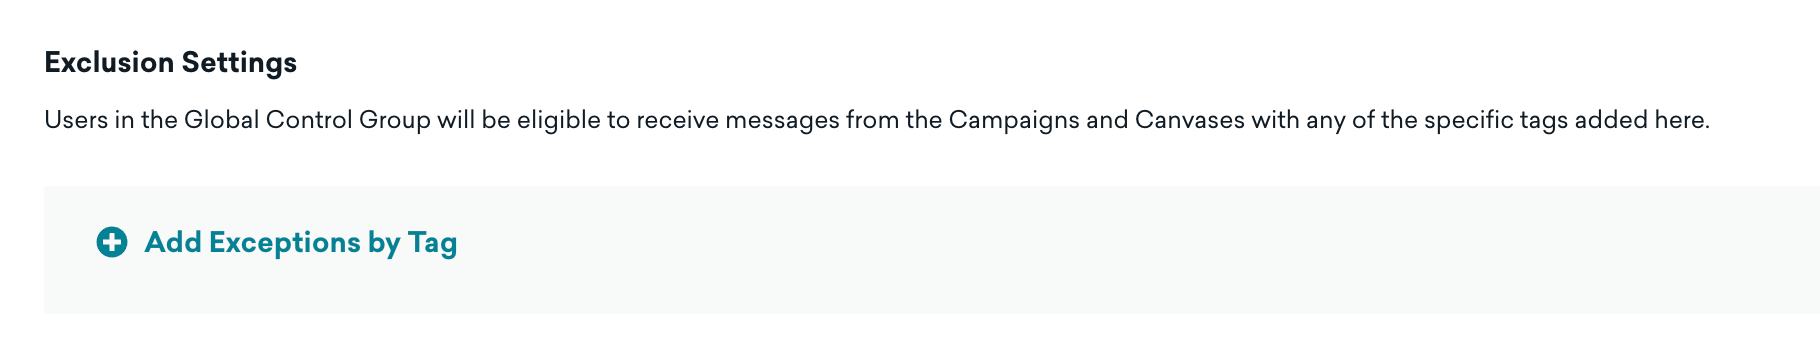 Exclusion Settings
Users in the Global Control Group will be eligible to receive messages from the Campaigns and Canvases with any of the specific tags added here.
Add Exceptions by Tag